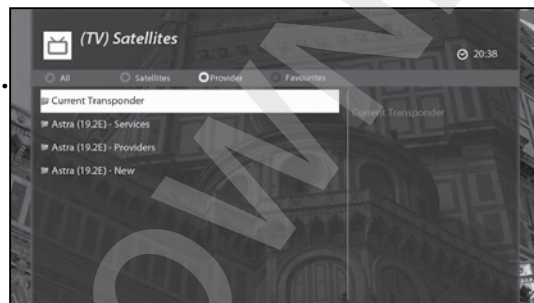 (TV) Satellites
20:38
All Satellites Provider Favourites
Current Transponder
Current Transponder
Astra (19.2E) - Services
Astra (19.2E) - Providers
Astra (19.2E) - New